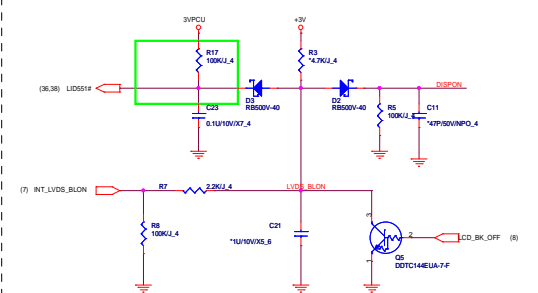 3VPCU
+3V
R17
100K/J_4
R3
*4.7K/J_4
(36,38) LID551#
DISPON
D3
RB500V-40
D2
RB500V-40
C23
0.1U/10V/X7_4
R5
100K/J_4
C11
*47P/50V/NPO_4
(7) INT_LVDS_BLON
R7
2.2K/J_4
LVDS_BLON
R8
100K/J_4
C21
*1U/10V/X5_6
3
2
1
LCD_BK_OFF (8)
Q5
DDTC144EUA-7-F